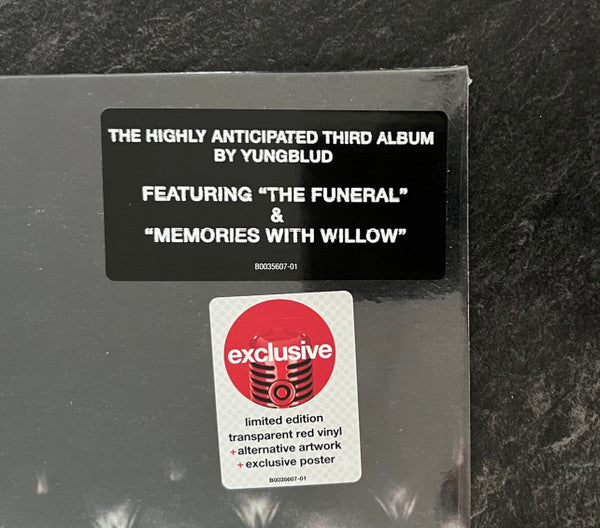 THE HIGHLY ANTICIPATED THIRD ALBUM
BY YUNGBLUD
FEATURING “THE FUNERAL”
&
“MEMORIES WITH WILLOW”
B0035607-01
exclusive
limited edition
transparent red vinyl
+alternative artwork
+exclusive poster
B0035607-01